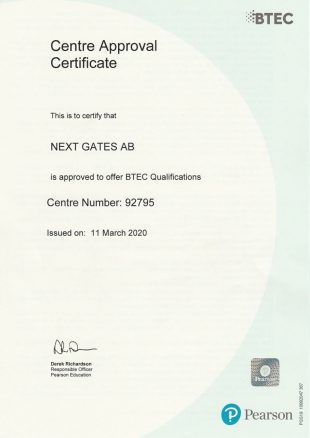 BTEC
Centre Approval
Certificate
This is to certify that
NEXT GATES AB
is approved to offer BTEC Qualifications
Centre Number: 92795
Issued on: 11 March 2020
Derek Richardson
Responsible Officer
Pearson Education
Pearson
Pearson